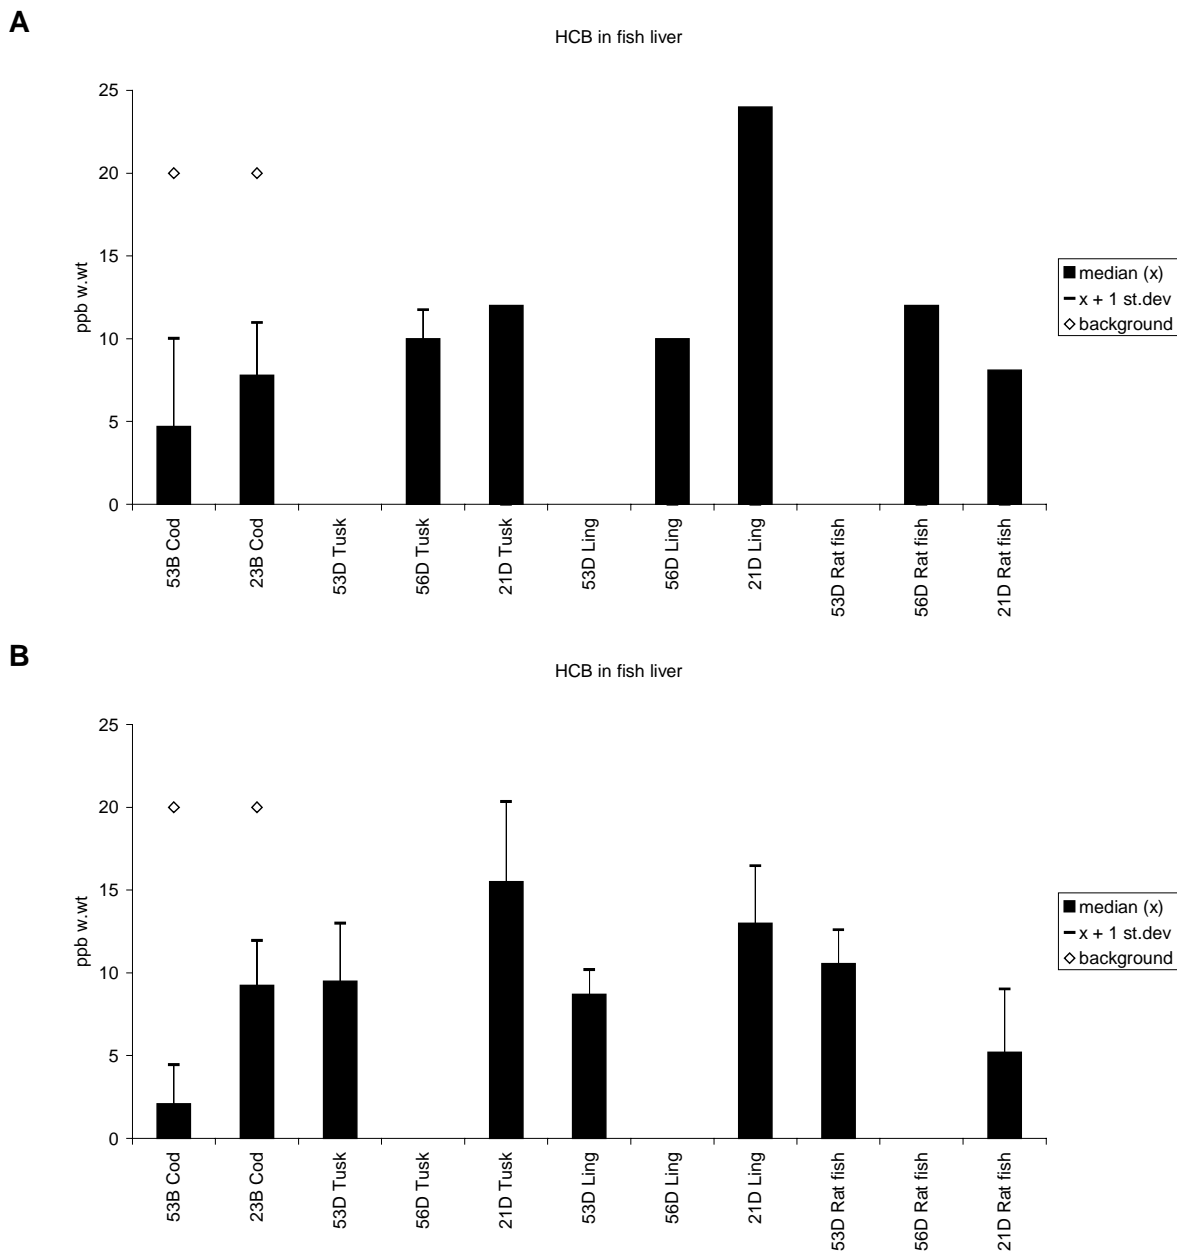 A
HCB in fish liver
25
20
15
10
5
0
ppb w.wt
53B Cod
23B Cod
53D Tusk
56D Tusk
21D Tusk
53D Ling
56D Ling
21D Ling
53D Rat fish
56D Rat fish
21D Rat fish
median (x)
x + 1 st.dev
background
B
HCB in fish liver
25
20
15
10
5
0
ppb w.wt
53B Cod
23B Cod
53D Tusk
56D Tusk
21D Tusk
53D Ling
56D Ling
21D Ling
53D Rat fish
56D Rat fish
21D Rat fish
median (x)
x + 1 st.dev
background